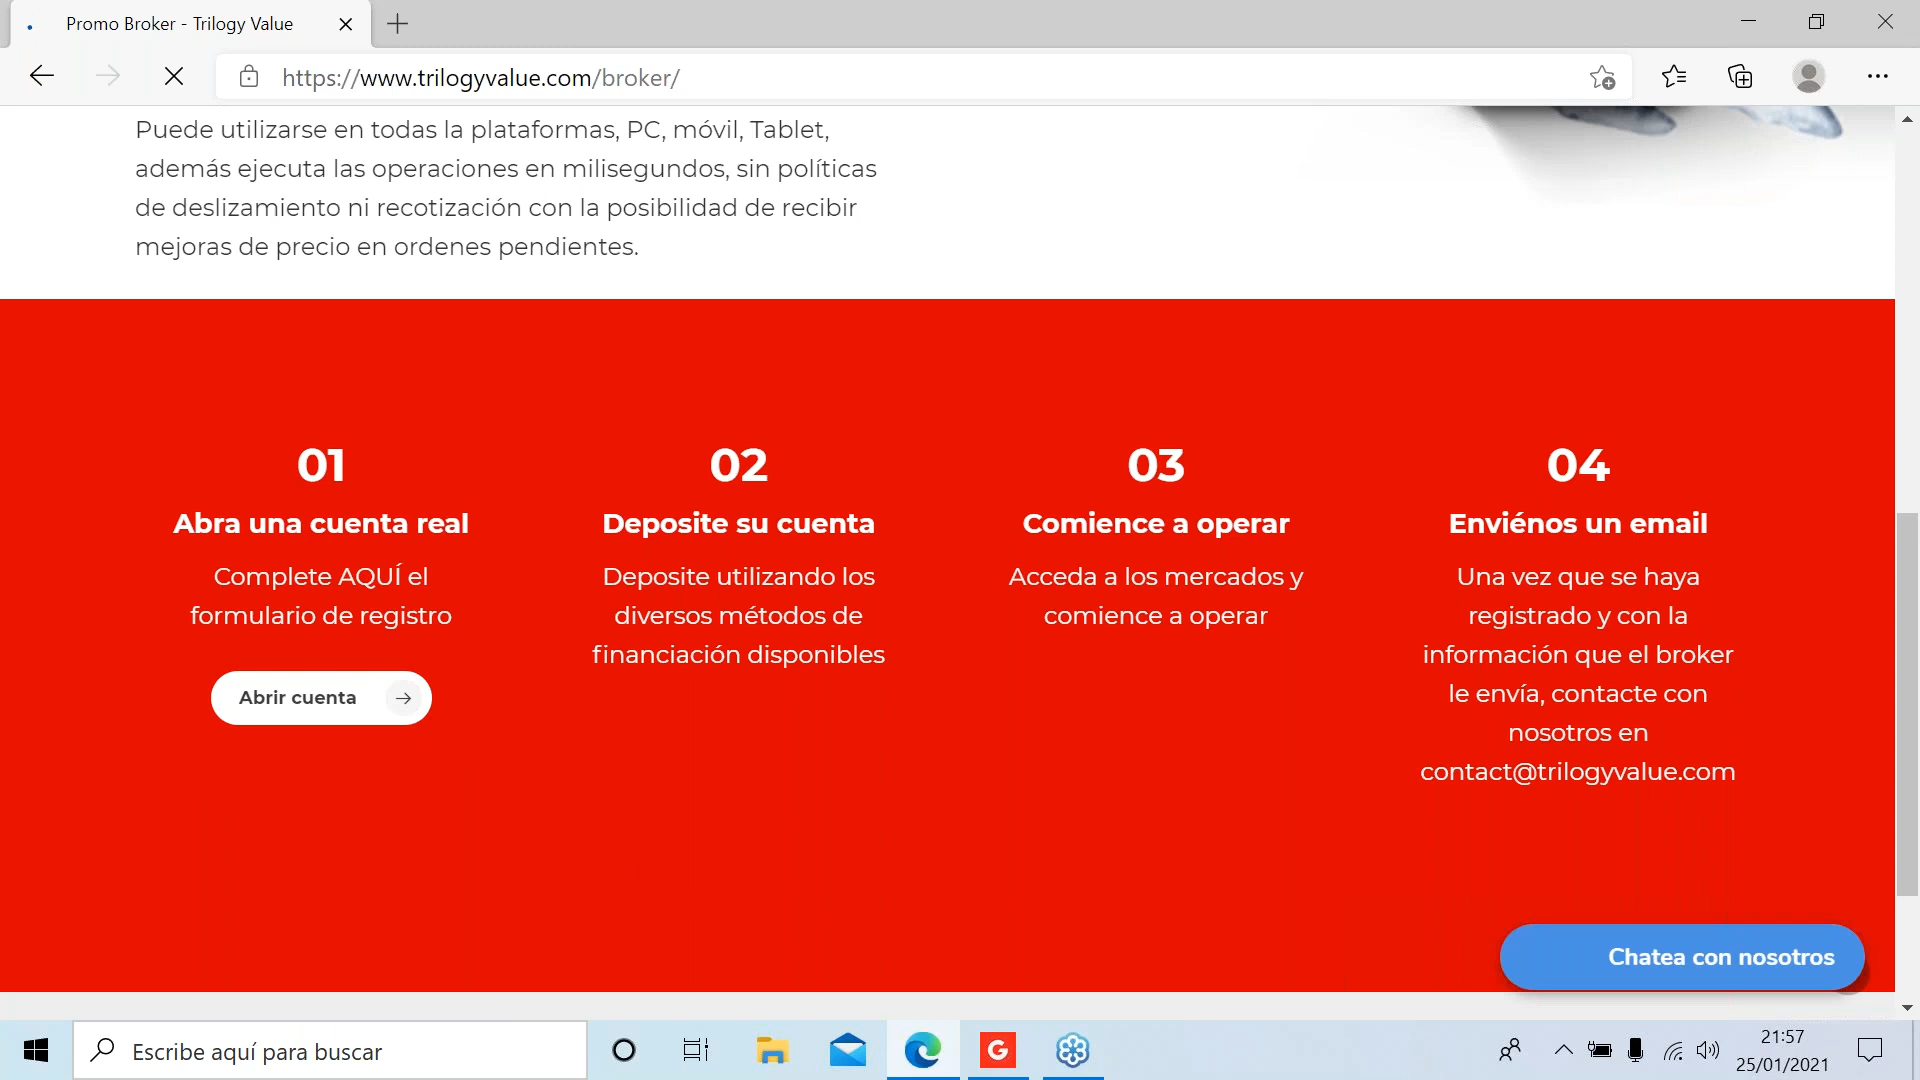 Promo Broker - Trilogy Value
https://www.trilogyvalue.com/broker/
Puede utilizarse en todas la plataformas, PC, móvil, Tablet,
además ejecuta las operaciones en milisegundos, sin políticas
de deslizamiento ni recotización con la posibilidad de recibir
mejoras de precio en ordenes pendientes.
01
Abra una cuenta real
Complete AQUÍ el
formulario de registro
Abrir cuenta
02
Deposite su cuenta
Deposite utilizando los
diversos métodos de
financiación disponibles
03
Comience a operar
Acceda a los mercados y
comience a operar
04
Enviénos un email
Una vez que se haya
registrado y con la
información que el broker
le envía, contacte con
nosotros en
contact@trilogyvalue.com
Chatea con nosotros
Escribe aquí para buscar
G
21:57
25/01/2021